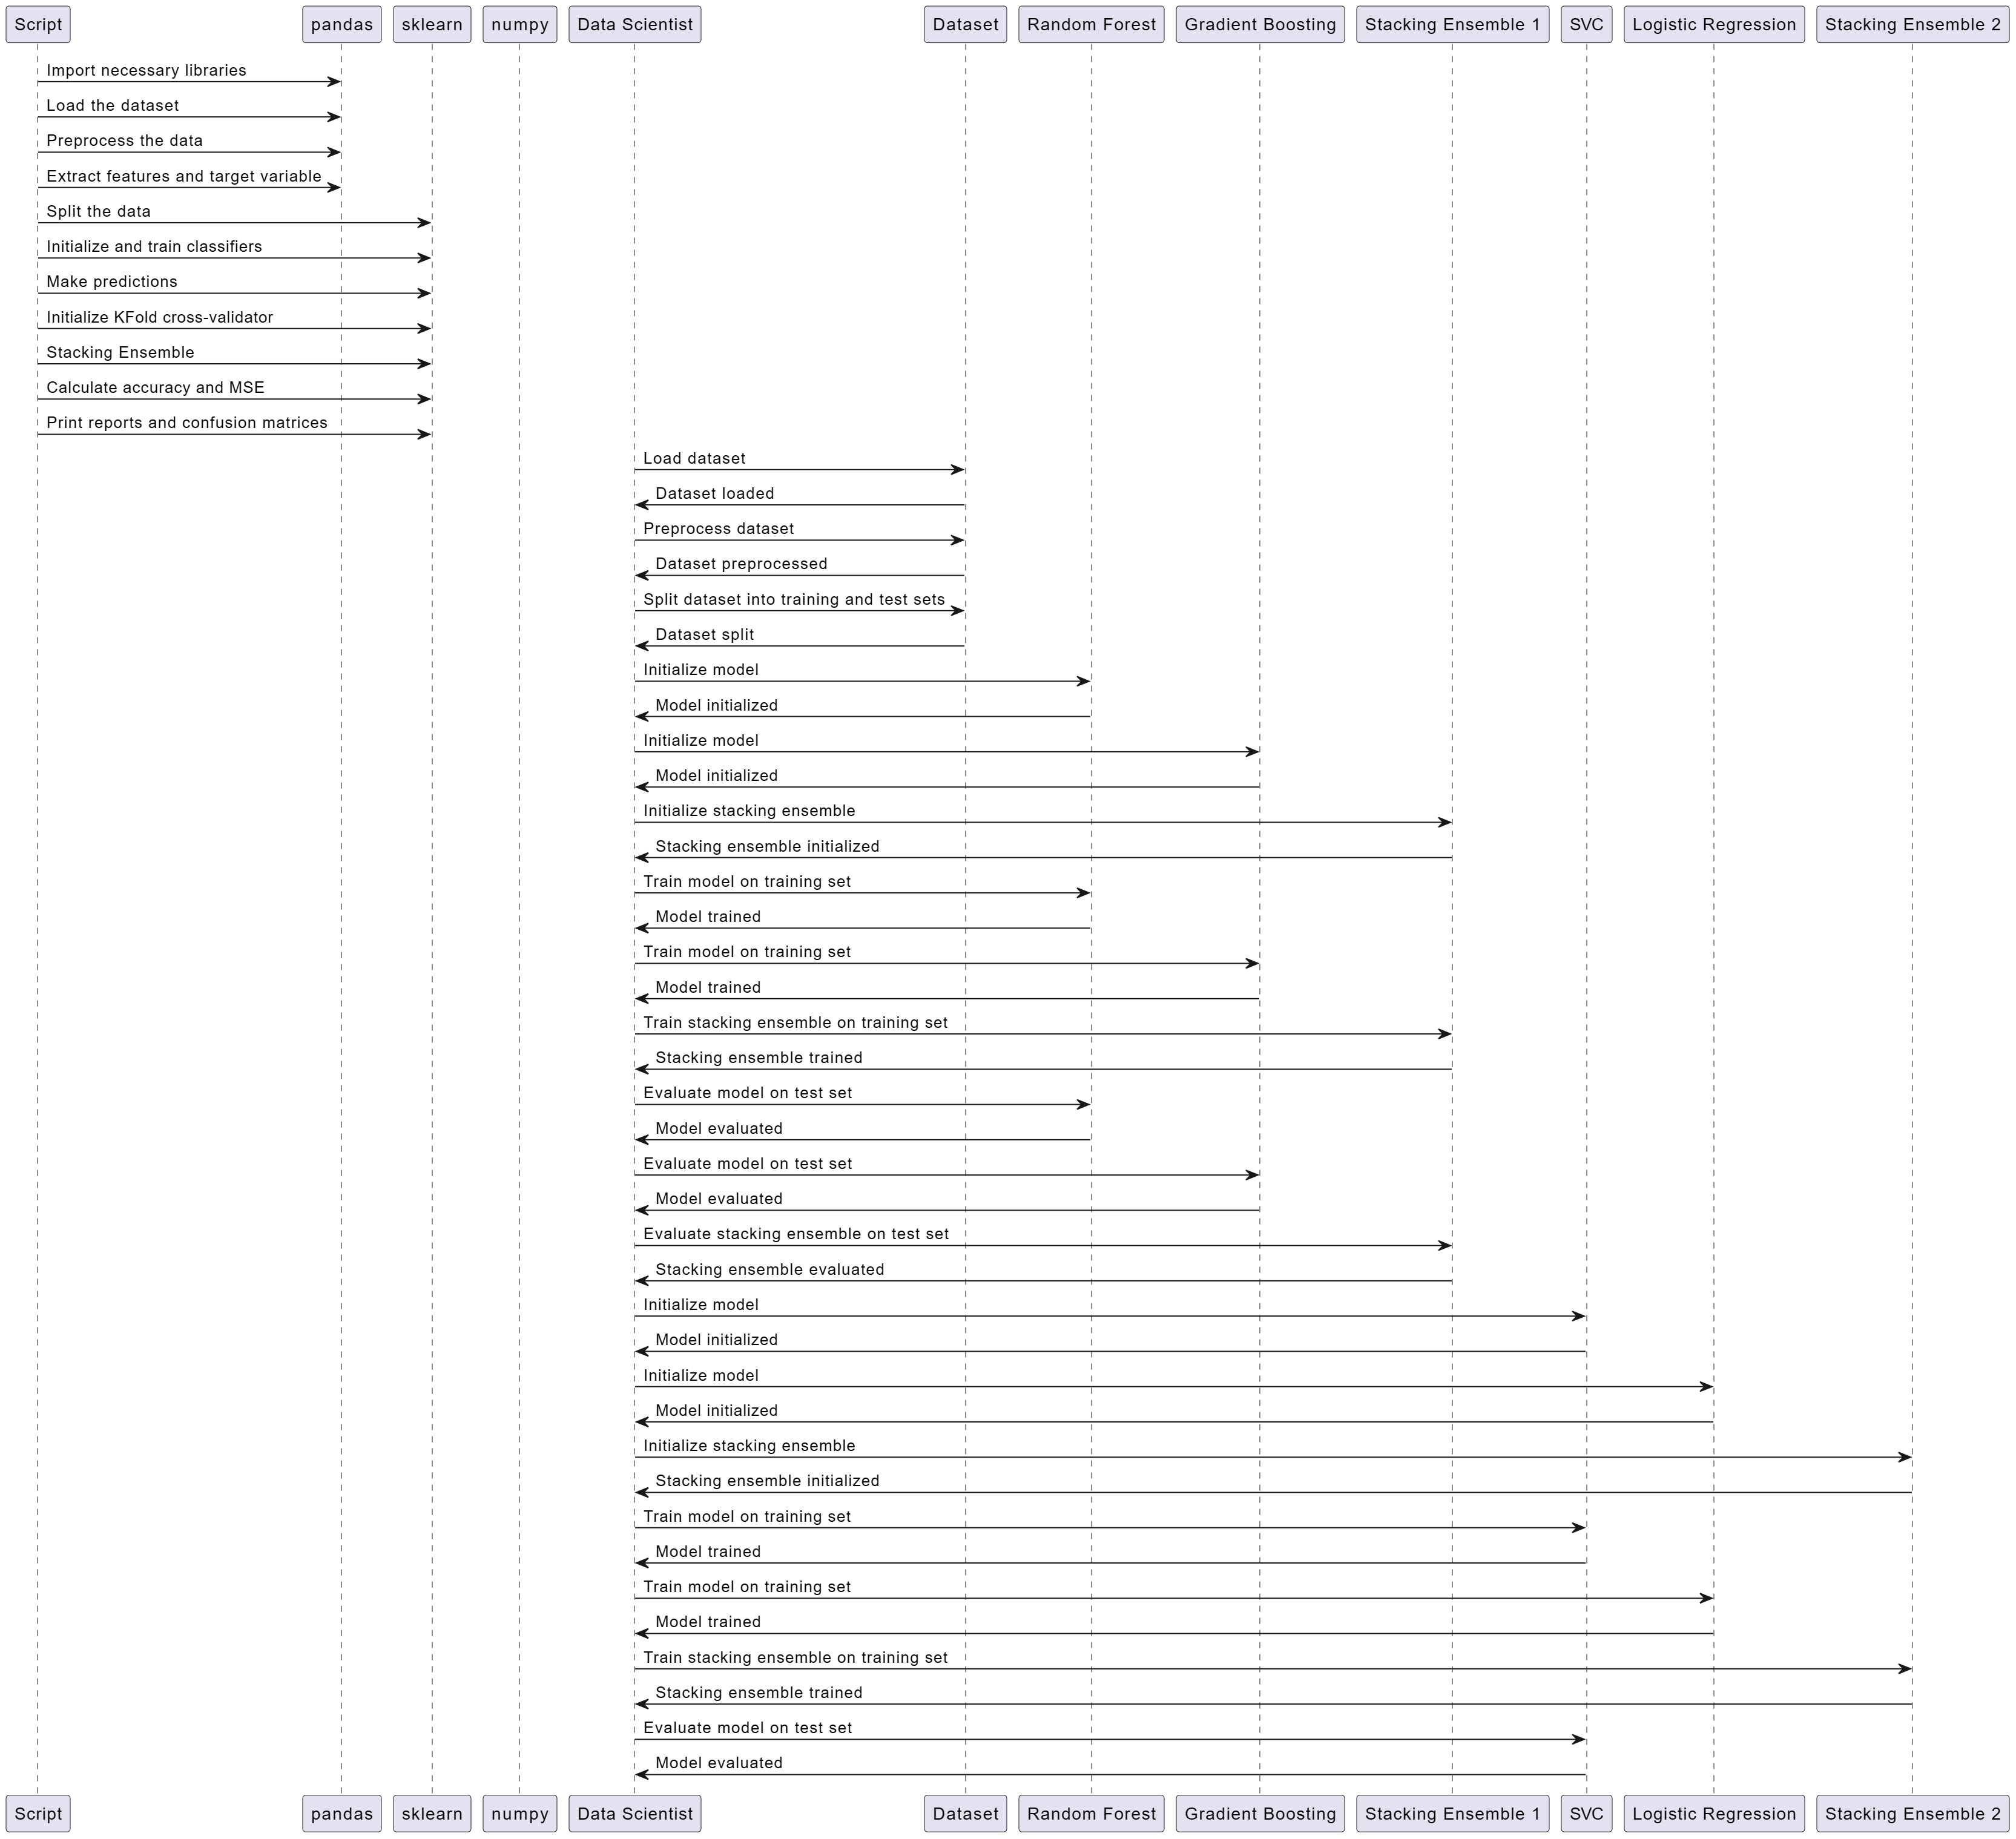 Script pandas sklearn numpy Data Scientist Dataset Random Forest Gradient Boosting Stacking Ensemble 1 SVC Logistic Regression Stacking Ensemble 2
Import necessary libraries
Load the dataset
Preprocess the data
Extract features and target variable
Split the data
Initialize and train classifiers
Make predictions
Initialize KFold cross-validator
Stacking Ensemble
Calculate accuracy and MSE
Print reports and confusion matrices
Load dataset
Dataset loaded
Preprocess dataset
Dataset preprocessed
Split dataset into training and test sets
Dataset split
Initialize model
Model initialized
Initialize model
Model initialized
Initialize stacking ensemble
Stacking ensemble initialized
Train model on training set
Model trained
Train model on training set
Model trained
Train stacking ensemble on training set
Stacking ensemble trained
Evaluate model on test set
Model evaluated
Evaluate model on test set
Model evaluated
Evaluate stacking ensemble on test set
Stacking ensemble evaluated
Initialize model
Model initialized
Initialize model
Model initialized
Initialize stacking ensemble
Stacking ensemble initialized
Train model on training set
Model trained
Train model on training set
Model trained
Train stacking ensemble on training set
Stacking ensemble trained
Evaluate model on test set
Model evaluated
Script pandas sklearn numpy Data Scientist Dataset Random Forest Gradient Boosting Stacking Ensemble 1 SVC Logistic Regression Stacking Ensemble 2